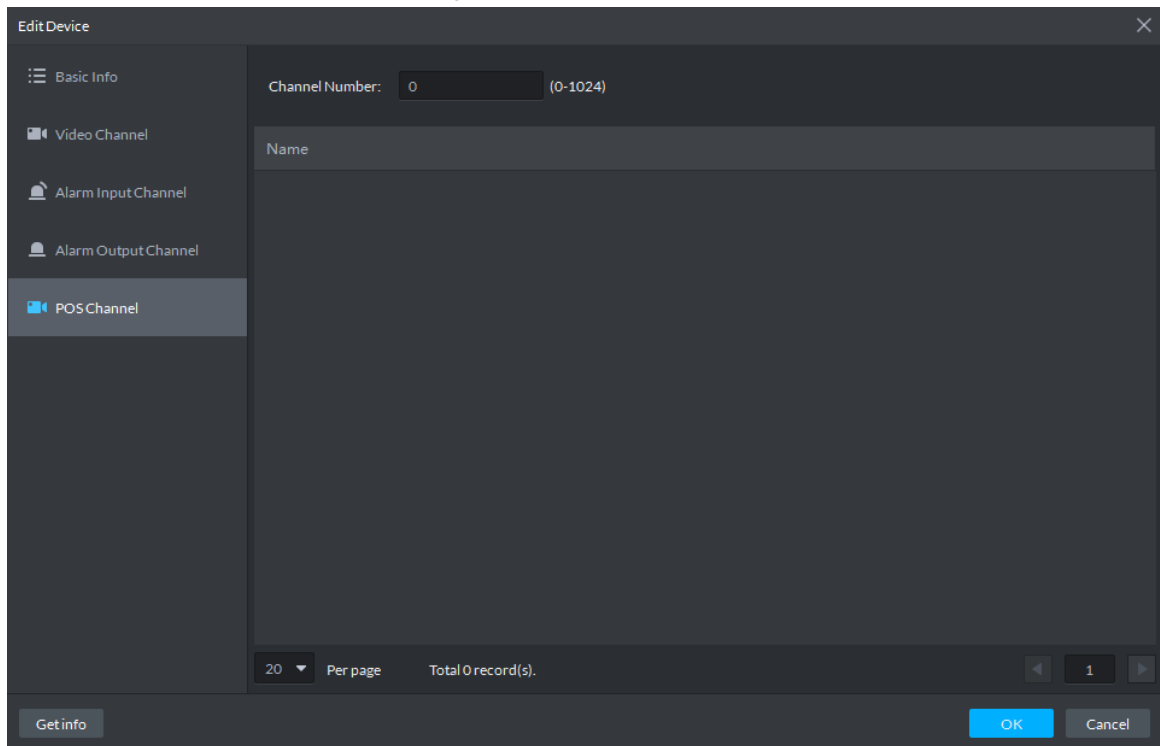 Edit Device
Basic Info
Video Channel
Alarm Input Channel
Alarm Output Channel
POS Channel
Channel Number: 0 (0-1024)
Name
20 Per page Total 0 record(s). 1
Get info OK Cancel